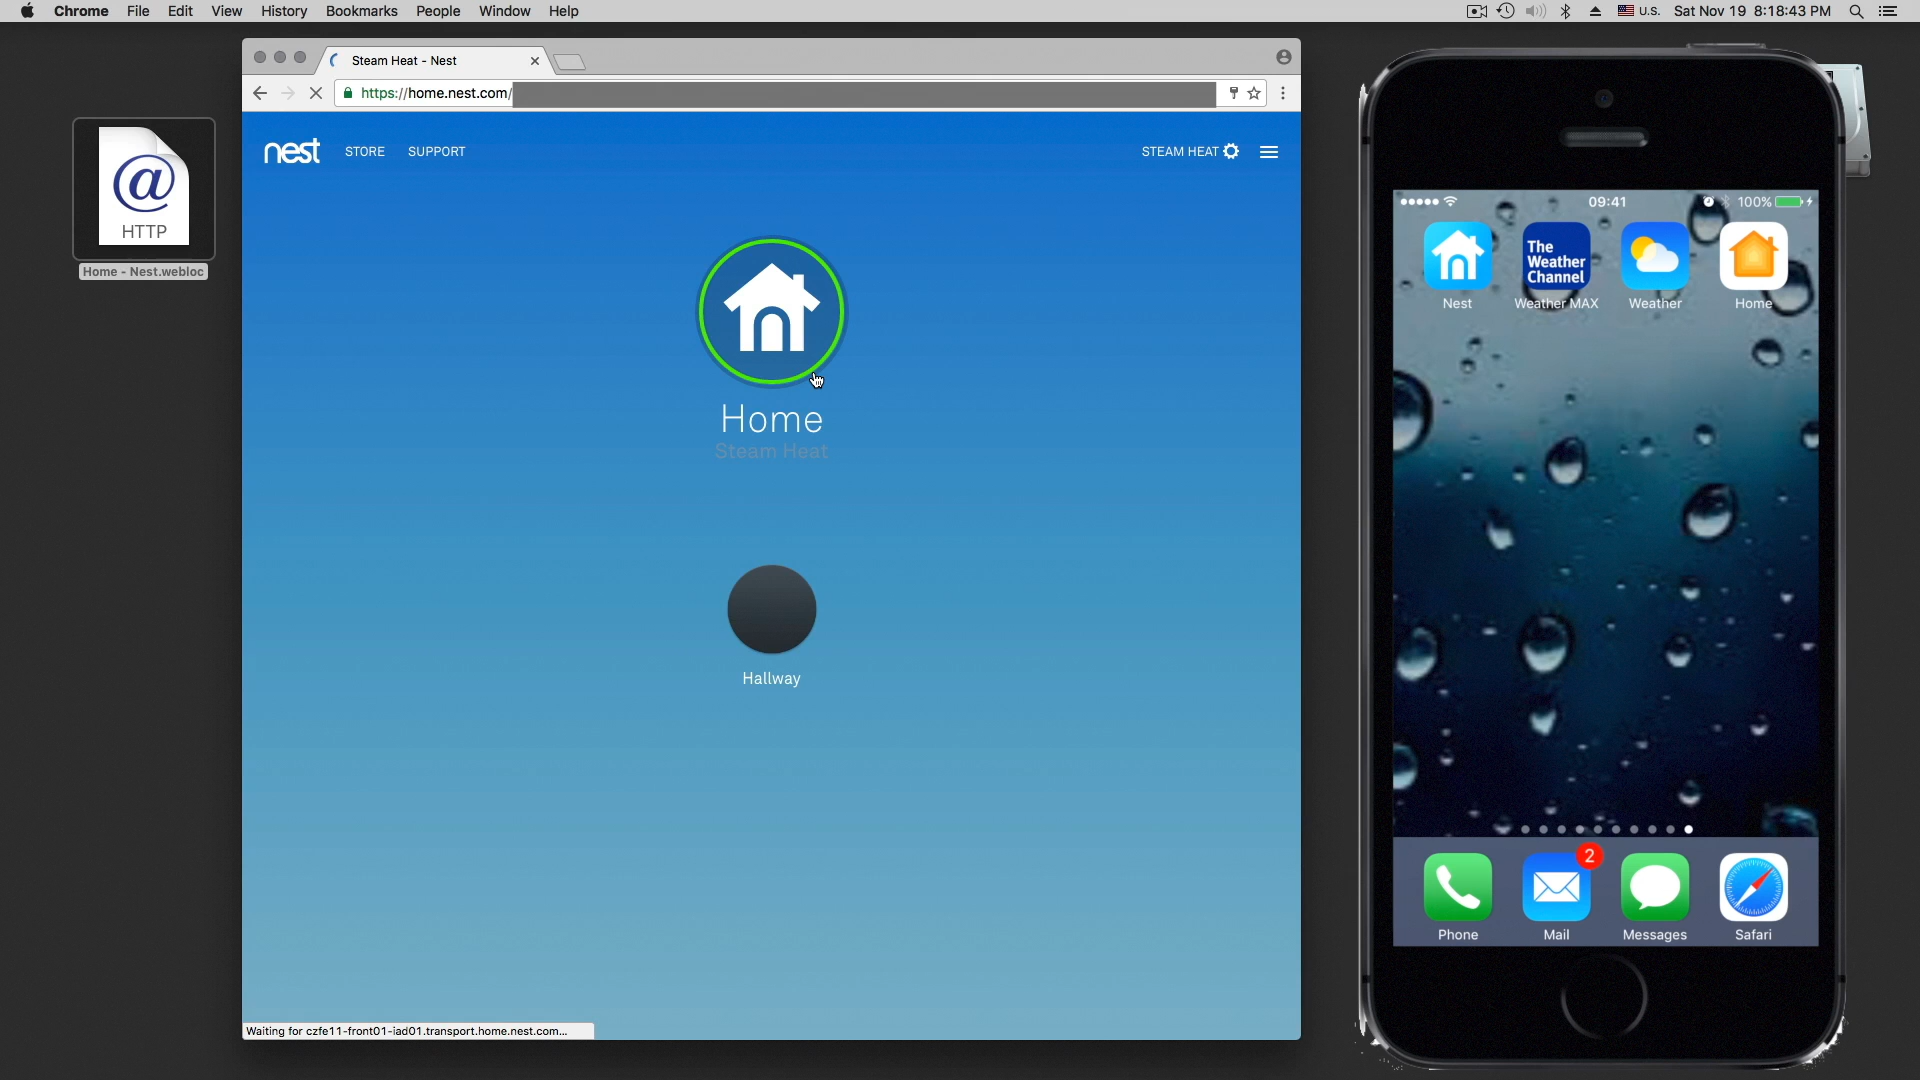 Chrome File Edit View History Bookmarks People Window Help
U.S. Sat Nov 19 8:18:43 PM
Steam Heat - Nest
https://home.nest.com/
HTTP
Home - Nest.webloc
nest STORE SUPPORT
STEAM HEAT
Home
Steam Heat
Hallway
Waiting for czfe11-front01-iad01.transport.home.nest.com...
09:41 100%
The
Weather
Channel
Nest Weather MAX Weather Home
2
Phone Mail Messages Safari